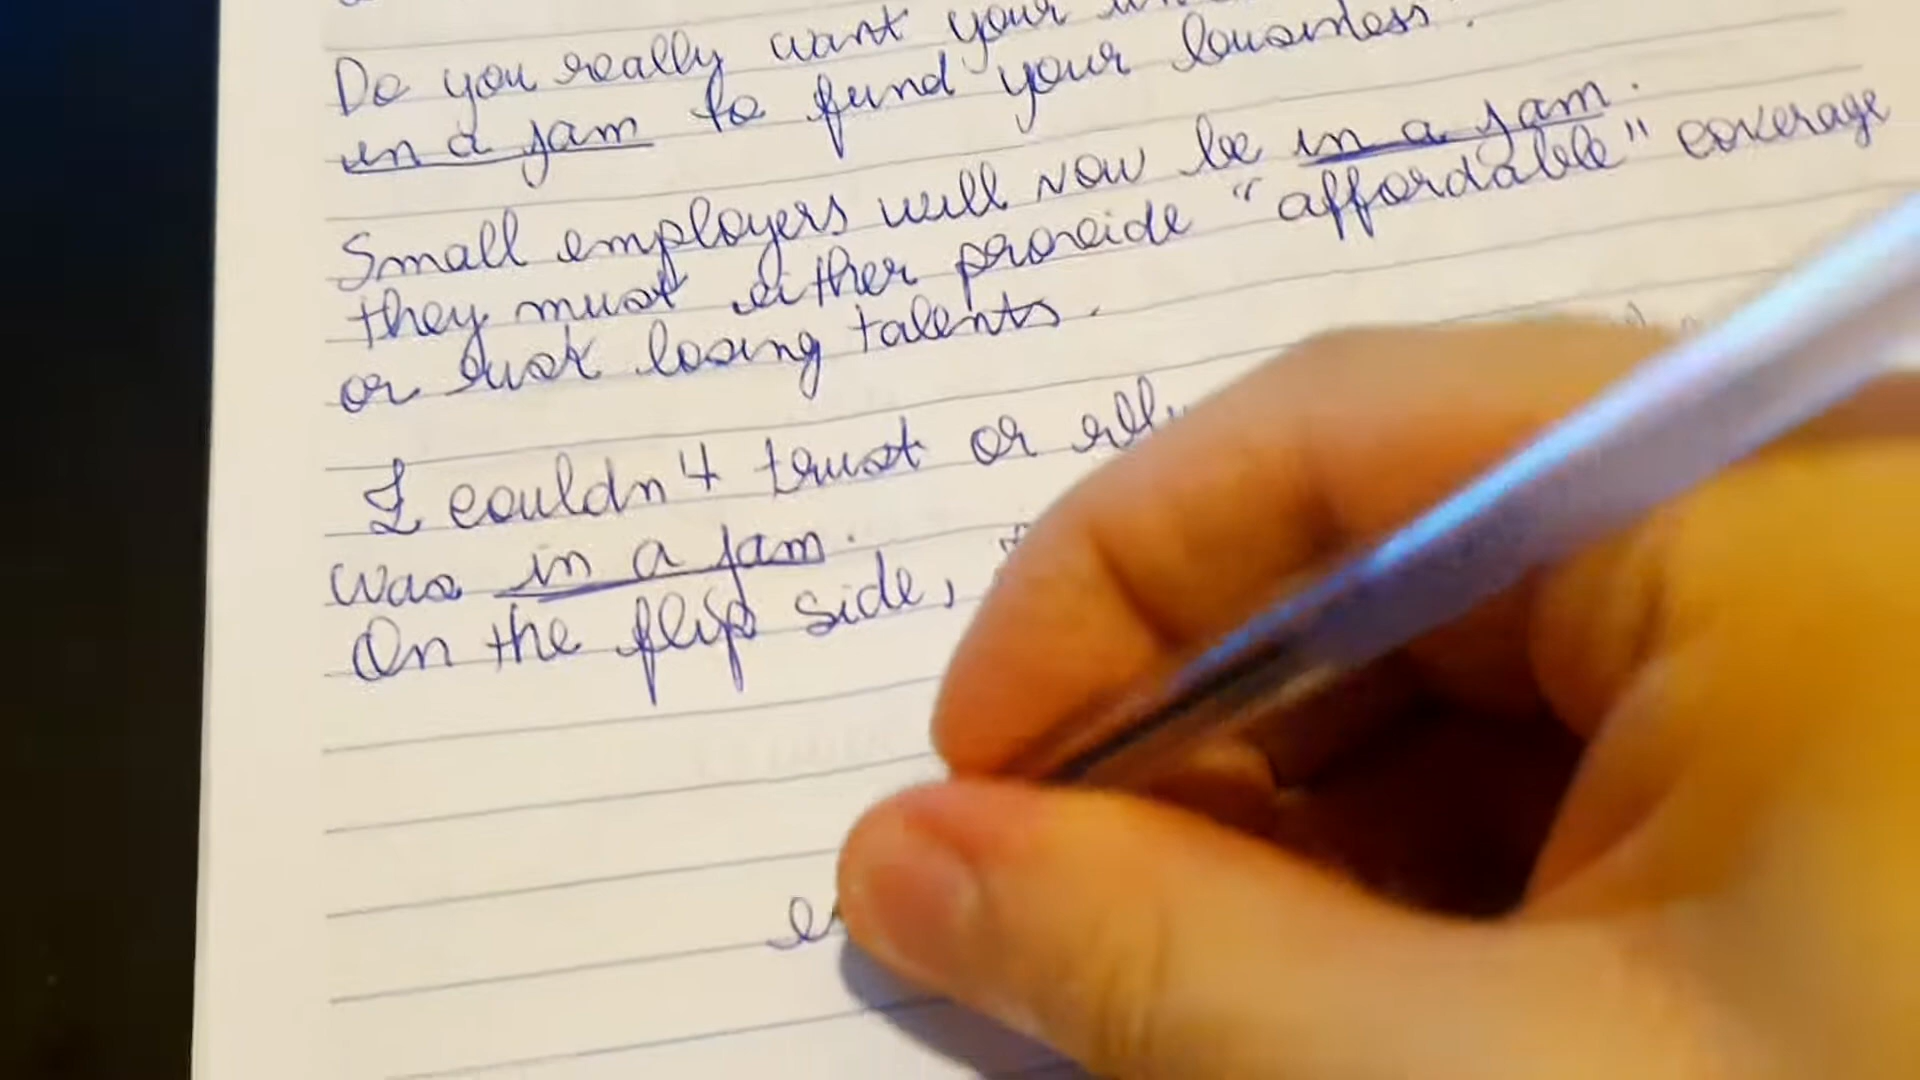 Do you really want your
in a jam to fund your business.
Small employers will now be in a jam.
they must either provide "affordable" coverage
or risk losing talents.
I couldn't trust or
was in a jam.
On the flip side,